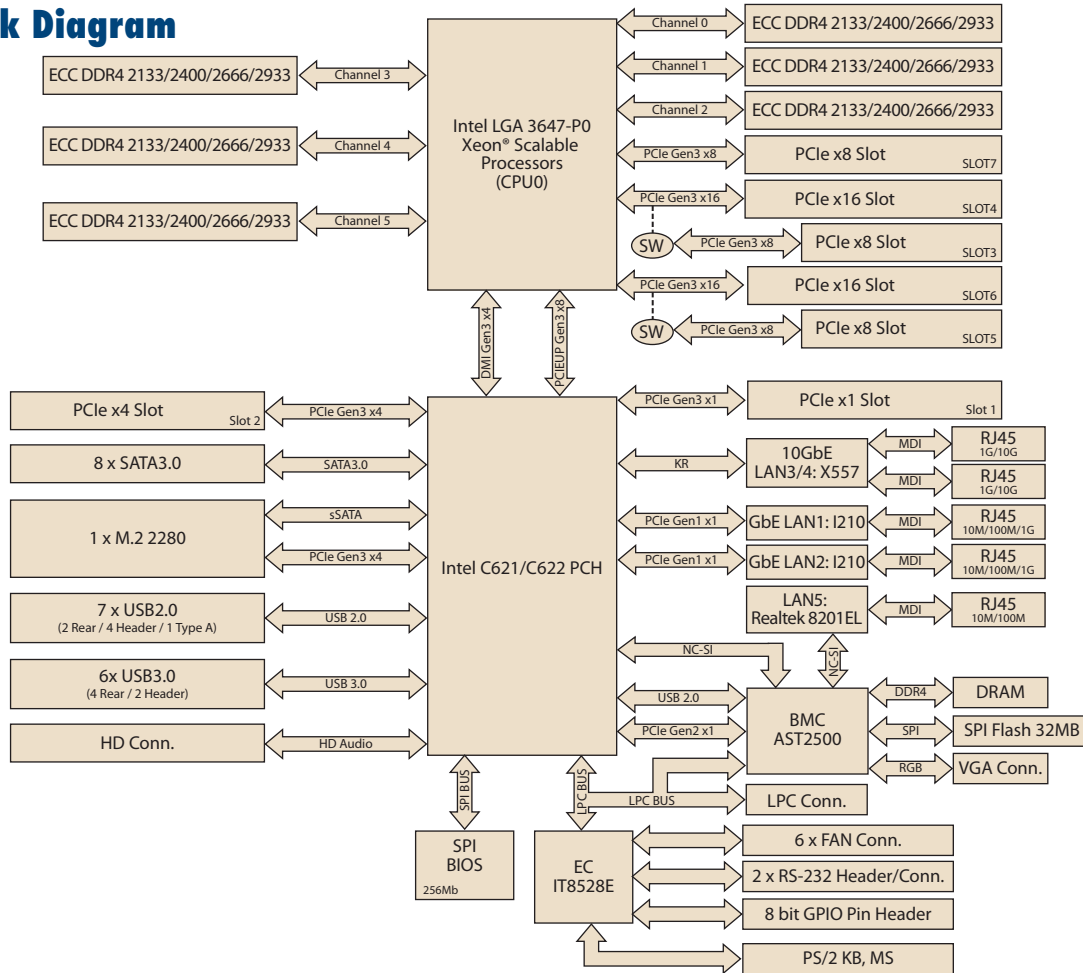 k Diagram
Channel 0
ECC DDR4 2133/2400/2666/2933
ECC DDR4 2133/2400/2666/2933
Channel 3
Channel 1
ECC DDR4 2133/2400/2666/2933
Channel 2
ECC DDR4 2133/2400/2666/2933
ECC DDR4 2133/2400/2666/2933
Channel 4
Intel LGA 3647-P0
Xeon® Scalable
Processors
(CPU0)
PCIe Gen3 x8
PCIe x8 Slot
SLOT7
PCIe Gen3 x16
PCIe x16 Slot
SLOT4
ECC DDR4 2133/2400/2666/2933
Channel 5
SW
PCIe Gen3 x8
PCIe x8 Slot
SLOT3
PCIe Gen3 x16
PCIe x16 Slot
SLOT6
SW
PCIe Gen3 x8
PCIe x8 Slot
SLOT5
DMI Gen3 x4
PCIEUP Gen3 x8
PCIe x4 Slot
Slot 2
PCIe Gen3 x4
PCIe Gen3 x1
PCIe x1 Slot
Slot 1
8 x SATA3.0
SATA3.0
KR
10GbE
LAN3/4: X557
MDI
RJ45
1G/10G
MDI
RJ45
1G/10G
1 x M.2 2280
sSATA
PCIe Gen3 x4
Intel C621/C622 PCH
PCIe Gen1 x1
GbE LAN1: I210
MDI
RJ45
10M/100M/1G
PCIe Gen1 x1
GbE LAN2: I210
MDI
RJ45
10M/100M/1G
7 x USB2.0
(2 Rear / 4 Header / 1 Type A)
USB 2.0
LAN5:
Realtek 8201EL
MDI
RJ45
10M/100M
NC-SI
NC-SI
6x USB3.0
(4 Rear / 2 Header)
USB 3.0
USB 2.0
BMC
AST2500
DDR4
DRAM
HD Conn.
HD Audio
PCIe Gen2 x1
SPI
SPI Flash 32MB
RGB
VGA Conn.
SPI BUS
LPC BUS
LPC BUS
LPC Conn.
SPI
BIOS
256Mb
EC
IT8528E
6 x FAN Conn.
2 x RS-232 Header/Conn.
8 bit GPIO Pin Header
PS/2 KB, MS